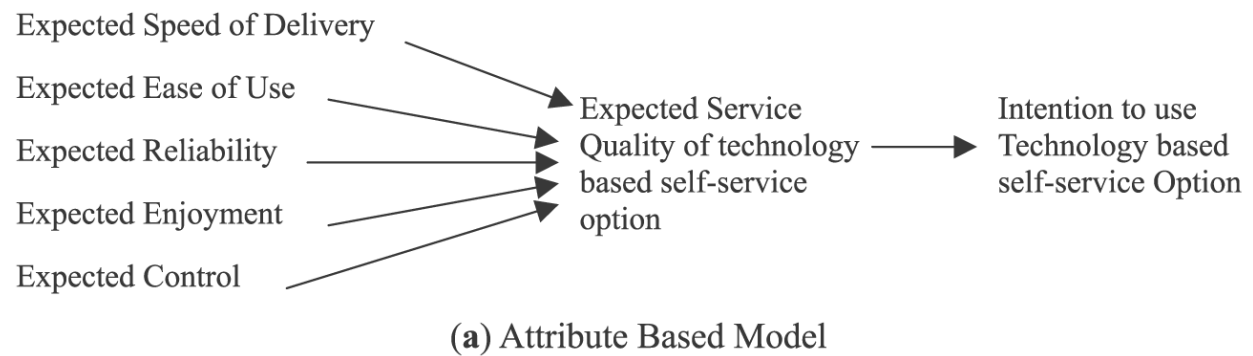 Expected Speed of Delivery
Expected Ease of Use
Expected Reliability
Expected Enjoyment
Expected Control
Expected Service
Quality of technology
based self-service
option
Intention to use
Technology based
self-service Option
(a) Attribute Based Model